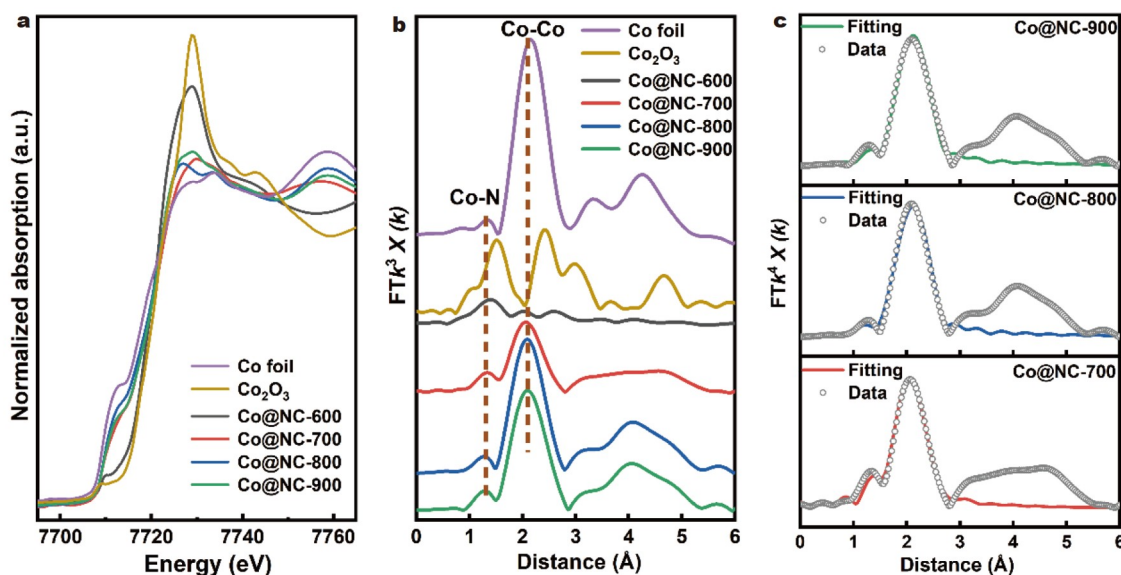 a
Normalized absorption (a.u.)
Co foil
Co₂O₃
Co@NC-600
Co@NC-700
Co@NC-800
Co@NC-900
7700 7720 7740 7760
Energy (eV)
b
Co-Co
Co-N
Co foil
Co₂O₃
Co@NC-600
Co@NC-700
Co@NC-800
Co@NC-900
FTk³ X (k)
0 1 2 3 4 5 6
Distance (Å)
c
Fitting
Data
Co@NC-900
Fitting
Data
Co@NC-800
Fitting
Data
Co@NC-700
FTk⁴ X (k)
0 1 2 3 4 5 6
Distance (Å)